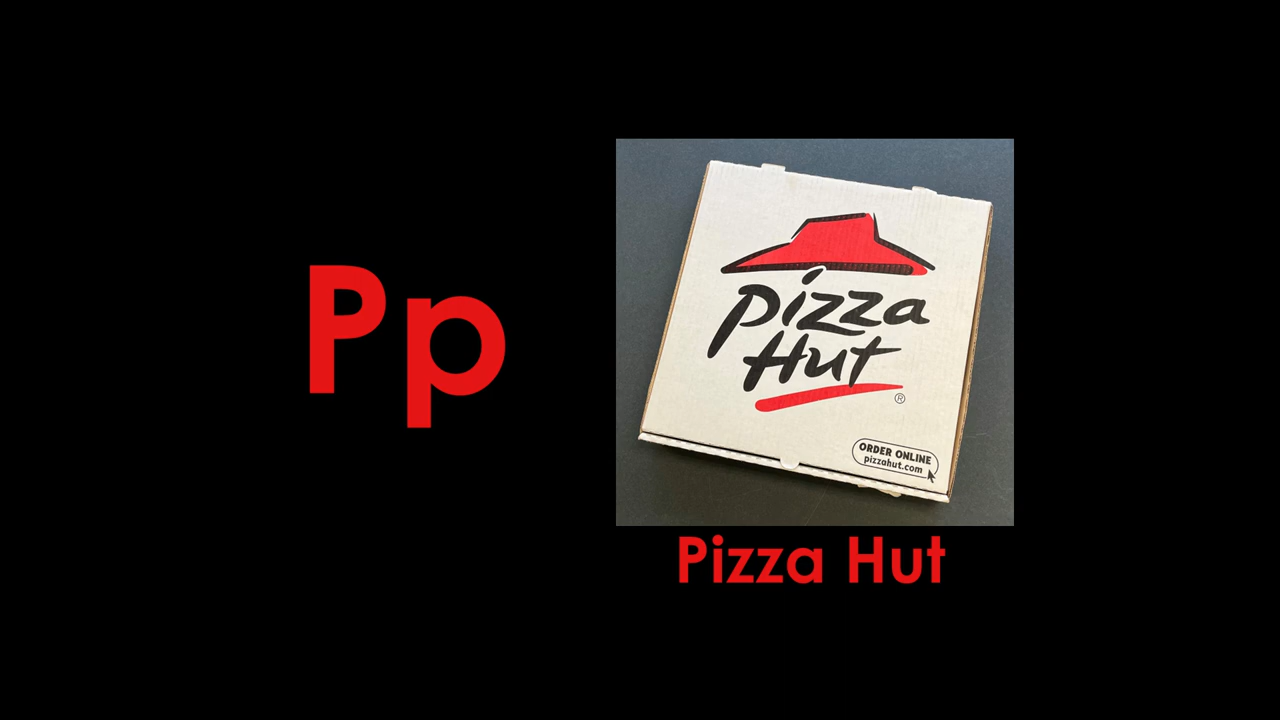 Pp
pizza
Hut
®
ORDER ONLINE
pizzahut.com
Pizza Hut